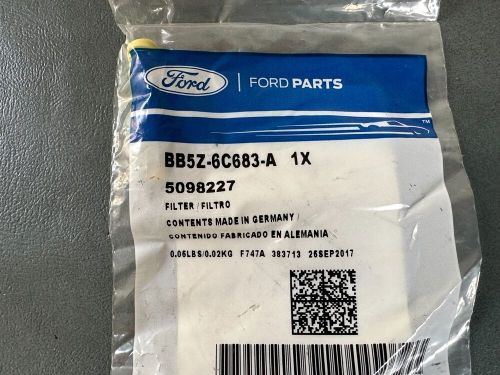 Ford | FORD PARTS
TM
BB5Z-6C683-A 1X
5098227
FILTER/FILTRO
CONTENTS MADE IN GERMANY/
CONTENIDO FABRICADO EN ALEMANIA
0.05LBS/0.02KG F747A 383713 25SEP2017